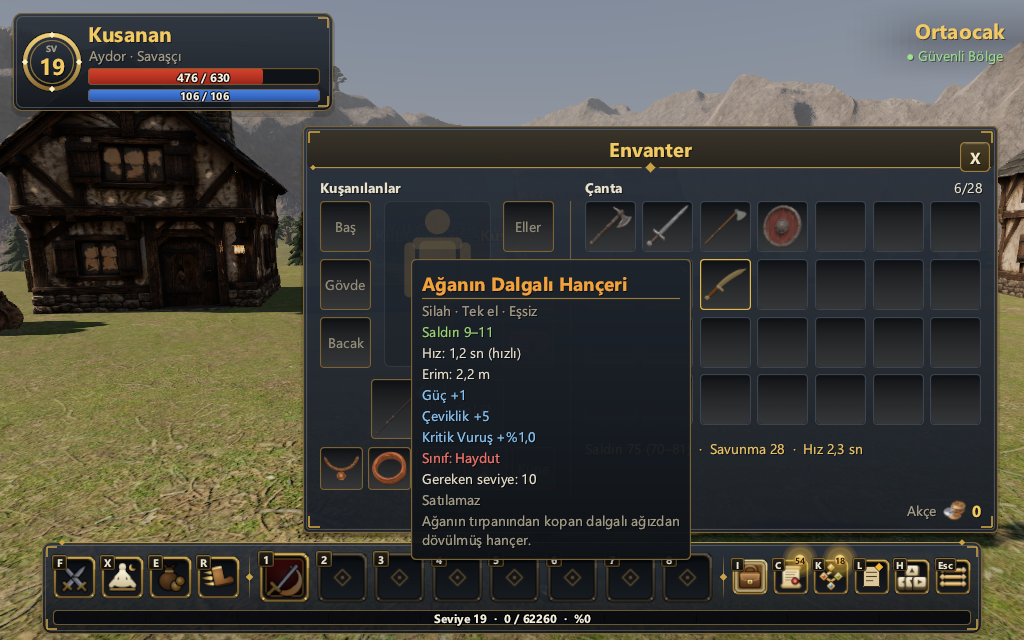 SV
19
Kusanan
Aydor · Savaşçı
476 / 630
106 / 106
Ortaocak
Güvenli Bölge
Envanter
X
Kuşanılanlar
Çanta
6/28
Baş
Eller
Gövde
Bacak
Ağanın Dalgalı Hançeri
Silah · Tek el · Eşsiz
Saldırı 9–11
Hız: 1,2 sn (hızlı)
Erim: 2,2 m
Güç +1
Çeviklik +5
Kritik Vuruş +%1,0
Sınıf: Haydut
Gereken seviye: 10
Satılamaz
Ağanın tırpanından kopan dalgalı ağızdan
dövülmüş hançer.
· Savunma 28 · Hız 2,3 sn
Akçe 0
F X E R 1 2 3 4 5 6 7 8 I C 54 K 18 L H Esc
Seviye 19 · 0 / 62260 · %0